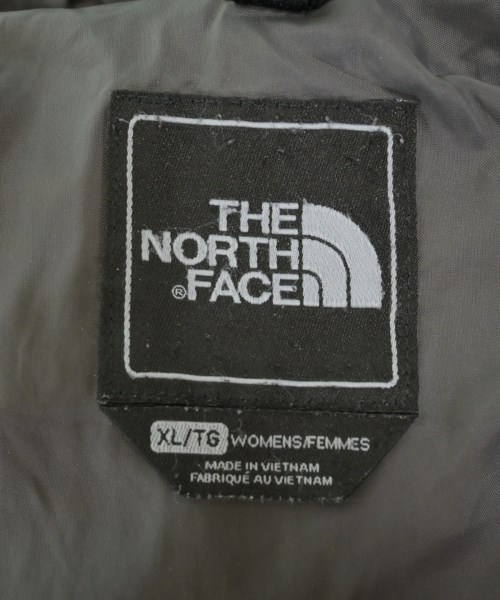 THE
NORTH
® FACE
XL/TG WOMENS/FEMMES
MADE IN VIETNAM
FABRIQUÉ AU VIETNAM